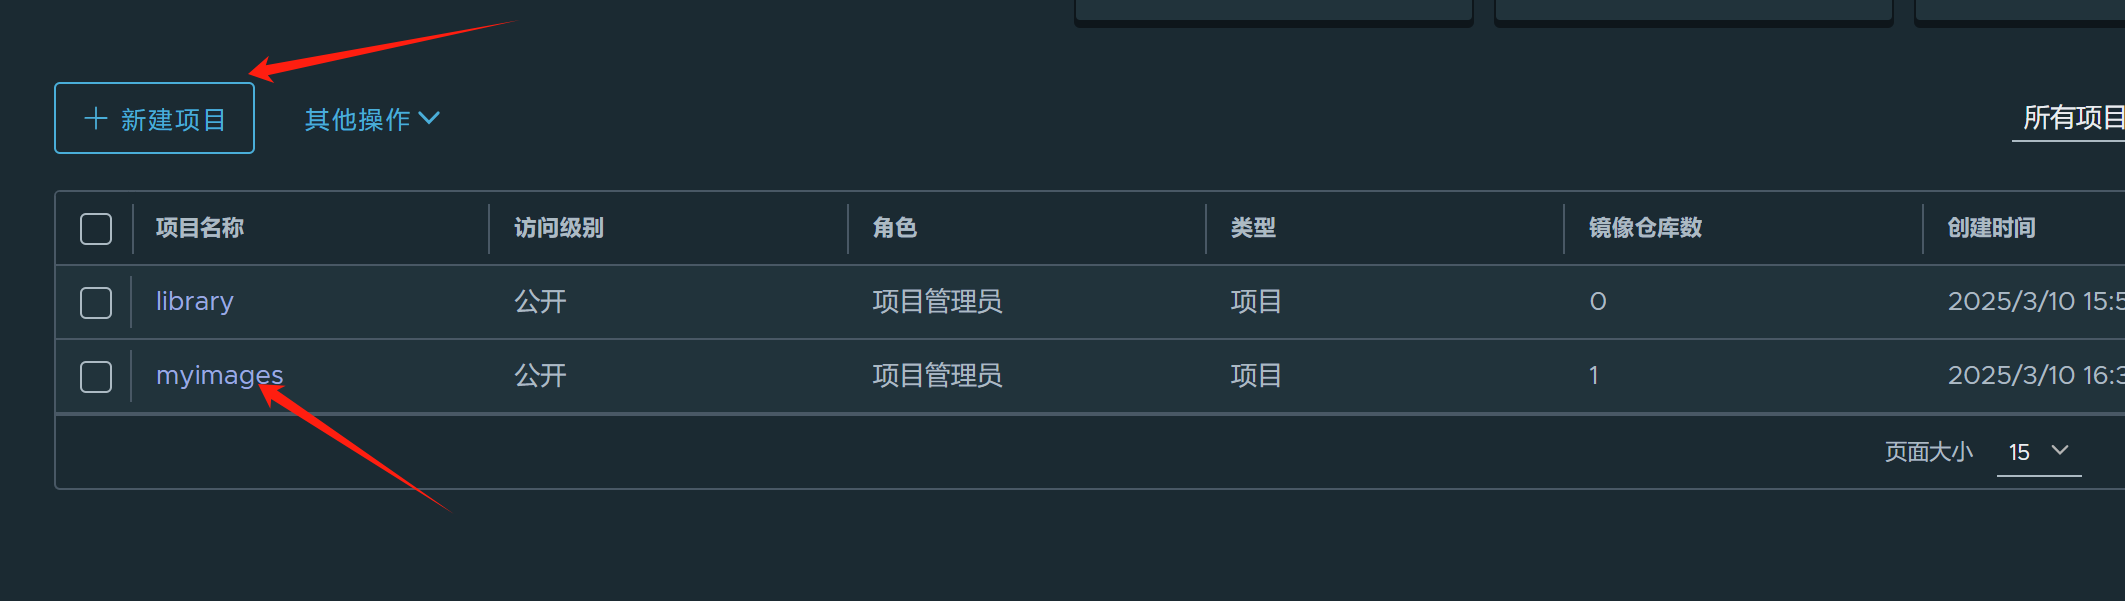 新建项目 其他操作 所有项目
项目名称 访问级别 角色 类型 镜像仓库数 创建时间
library 公开 项目管理员 项目 0 2025/3/10 15:5
myimages 公开 项目管理员 项目 1 2025/3/10 16:3
页面大小 15